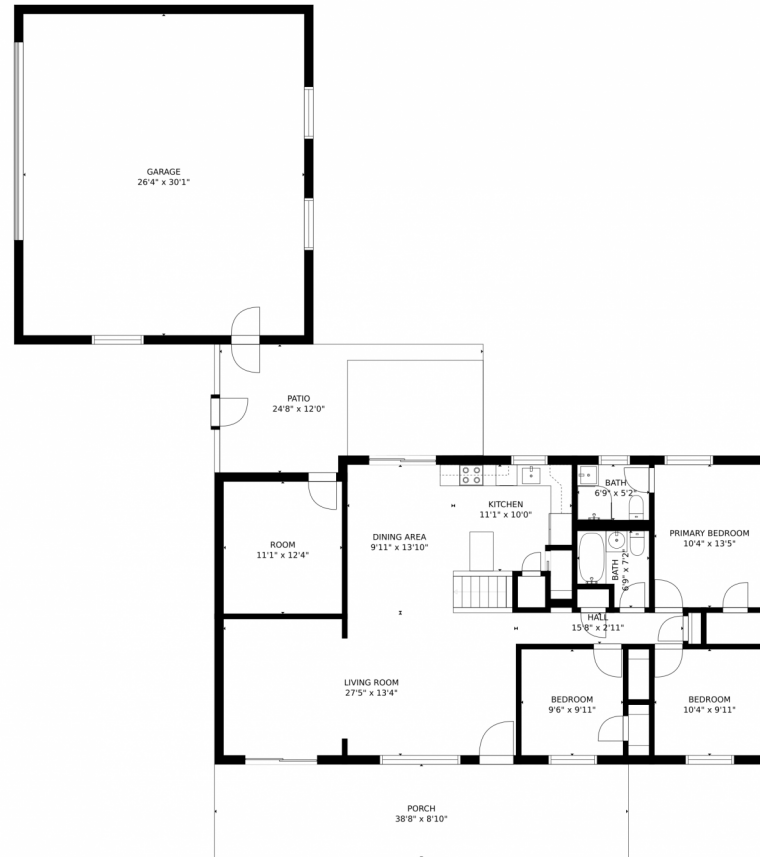 GARAGE
26'4" x 30'1"
PATIO
24'8" x 12'0"
KITCHEN
11'1" x 10'0"
BATH
6'9" x 5'2"
DINING AREA
9'11" x 13'10"
PRIMARY BEDROOM
10'4" x 13'5"
ROOM
11'1" x 12'4"
BATH
6'9" x 7'2"
HALL
15'8" x 2'11"
LIVING ROOM
27'5" x 13'4"
BEDROOM
9'6" x 9'11"
BEDROOM
10'4" x 9'11"
PORCH
38'8" x 8'10"